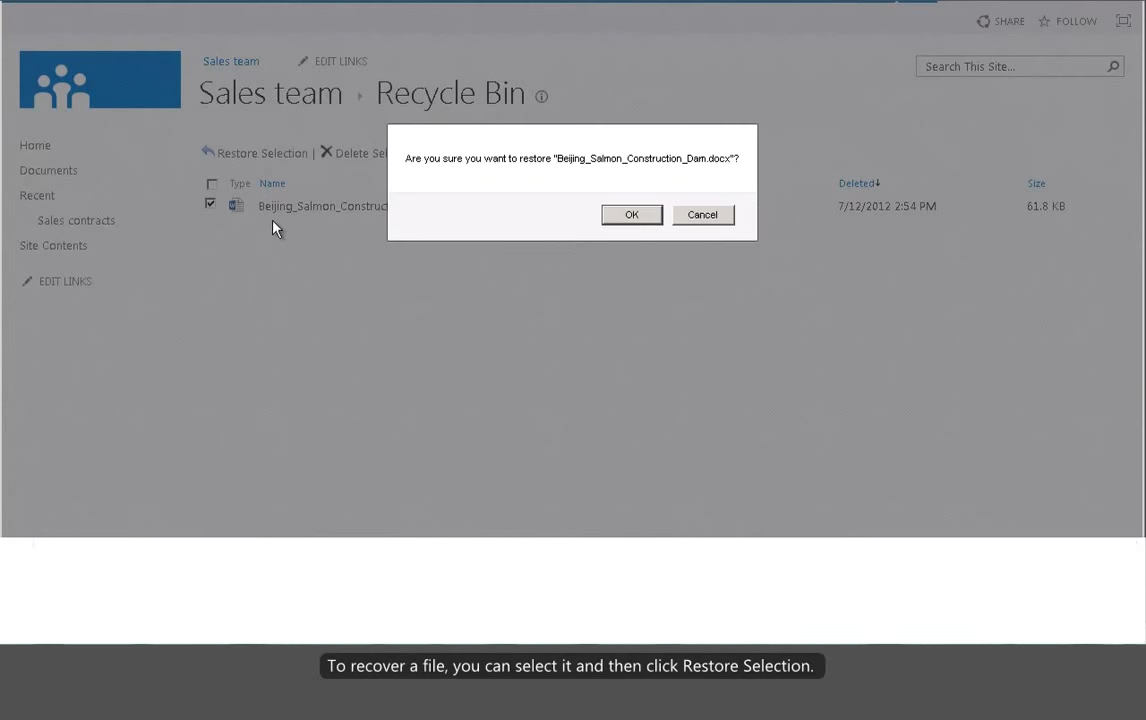 SHARE FOLLOW
Sales team EDIT LINKS
Search This Site...
Sales team Recycle Bin
Home
Documents
Recent
Sales contracts
Site Contents
EDIT LINKS
Restore Selection | Delete Sel
Type Name Deleted Size
Beijing_Salmon_Construc 7/12/2012 2:54 PM 61.8 KB
Are you sure you want to restore "Beijing_Salmon_Construction_Dam.docx"?
OK Cancel
To recover a file, you can select it and then click Restore Selection.